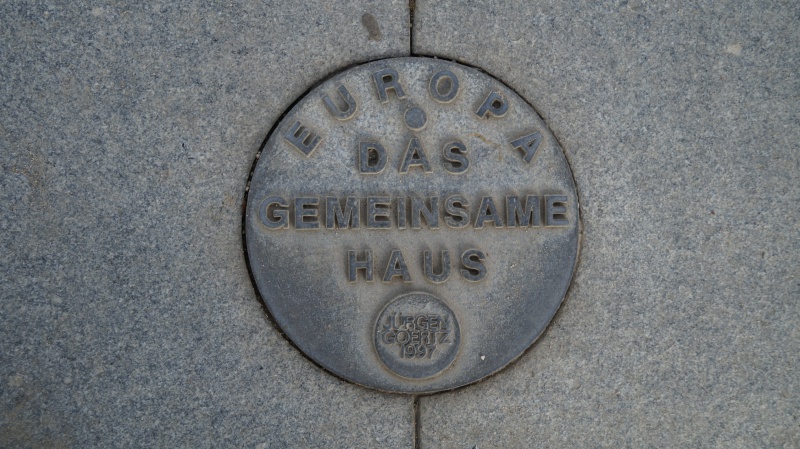 EUROPA
DAS
GEMEINSAME
HAUS
JÜRGEN
GOERTZ
1997